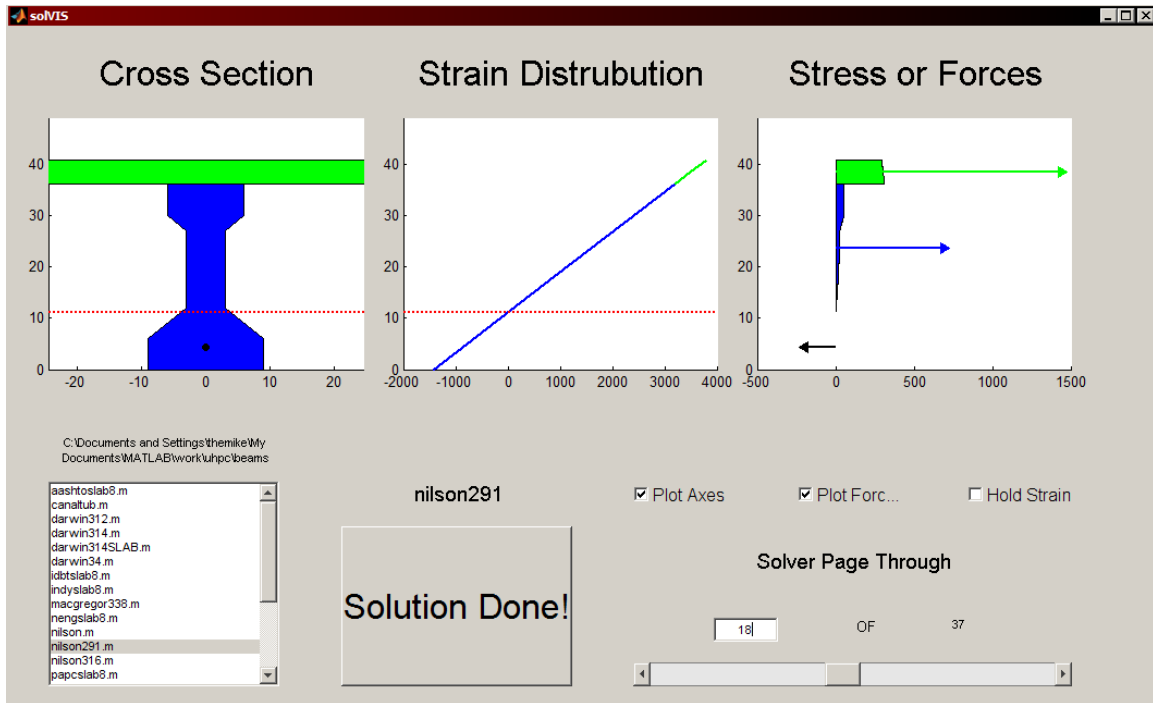 solVIS
Cross Section
Strain Distrubution
Stress or Forces
40
30
20
10
0
-20 -10 0 10 20
40
30
20
10
0
-2000 -1000 0 1000 2000 3000 4000
40
30
20
10
0
-500 0 500 1000 1500
C:\Documents and Settings\themike\My
Documents\MATLAB\work\uhpc\beams
aashtoslab8.m
canaltub.m
darwin312.m
darwin314.m
darwin314SLAB.m
darwin34.m
idbtslab8.m
indyslab8.m
macgregor338.m
nengslab8.m
nilson.m
nilson291.m
nilson316.m
papcslab8.m
nilson291
Solution Done!
Plot Axes
Plot Forc...
Hold Strain
Solver Page Through
18 OF 37